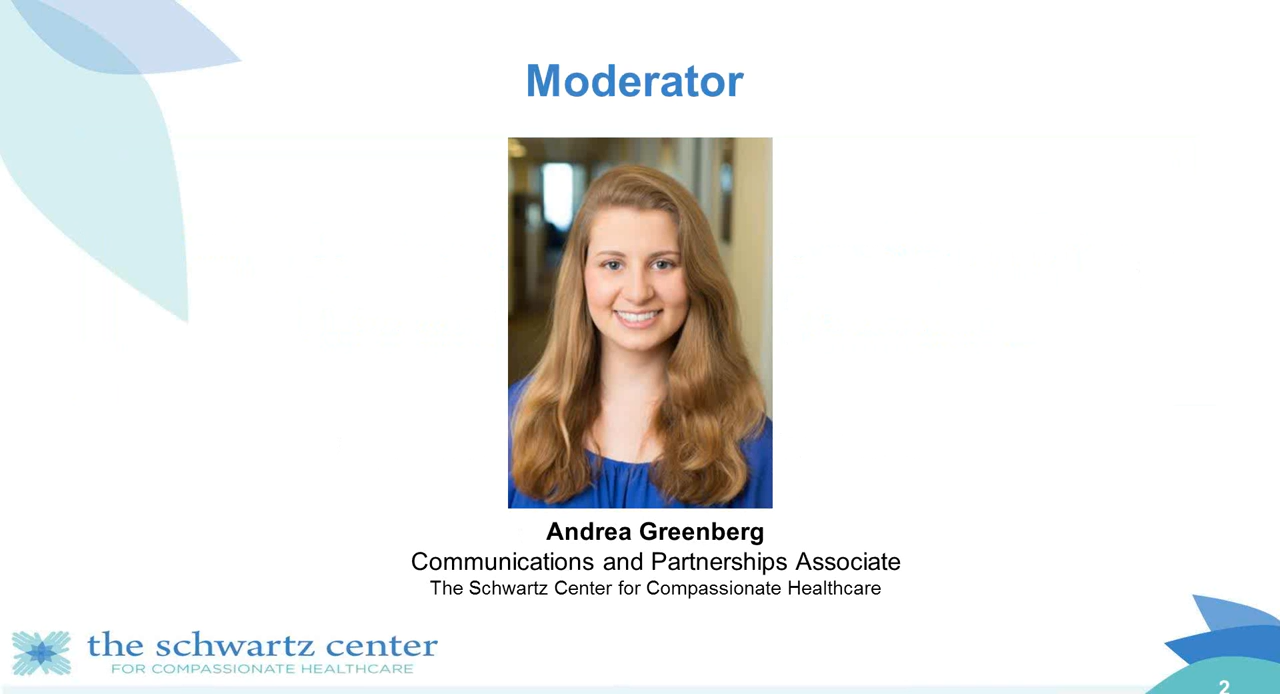 Moderator
Andrea Greenberg
Communications and Partnerships Associate
The Schwartz Center for Compassionate Healthcare
the schwartz center
FOR COMPASSIONATE HEALTHCARE
2